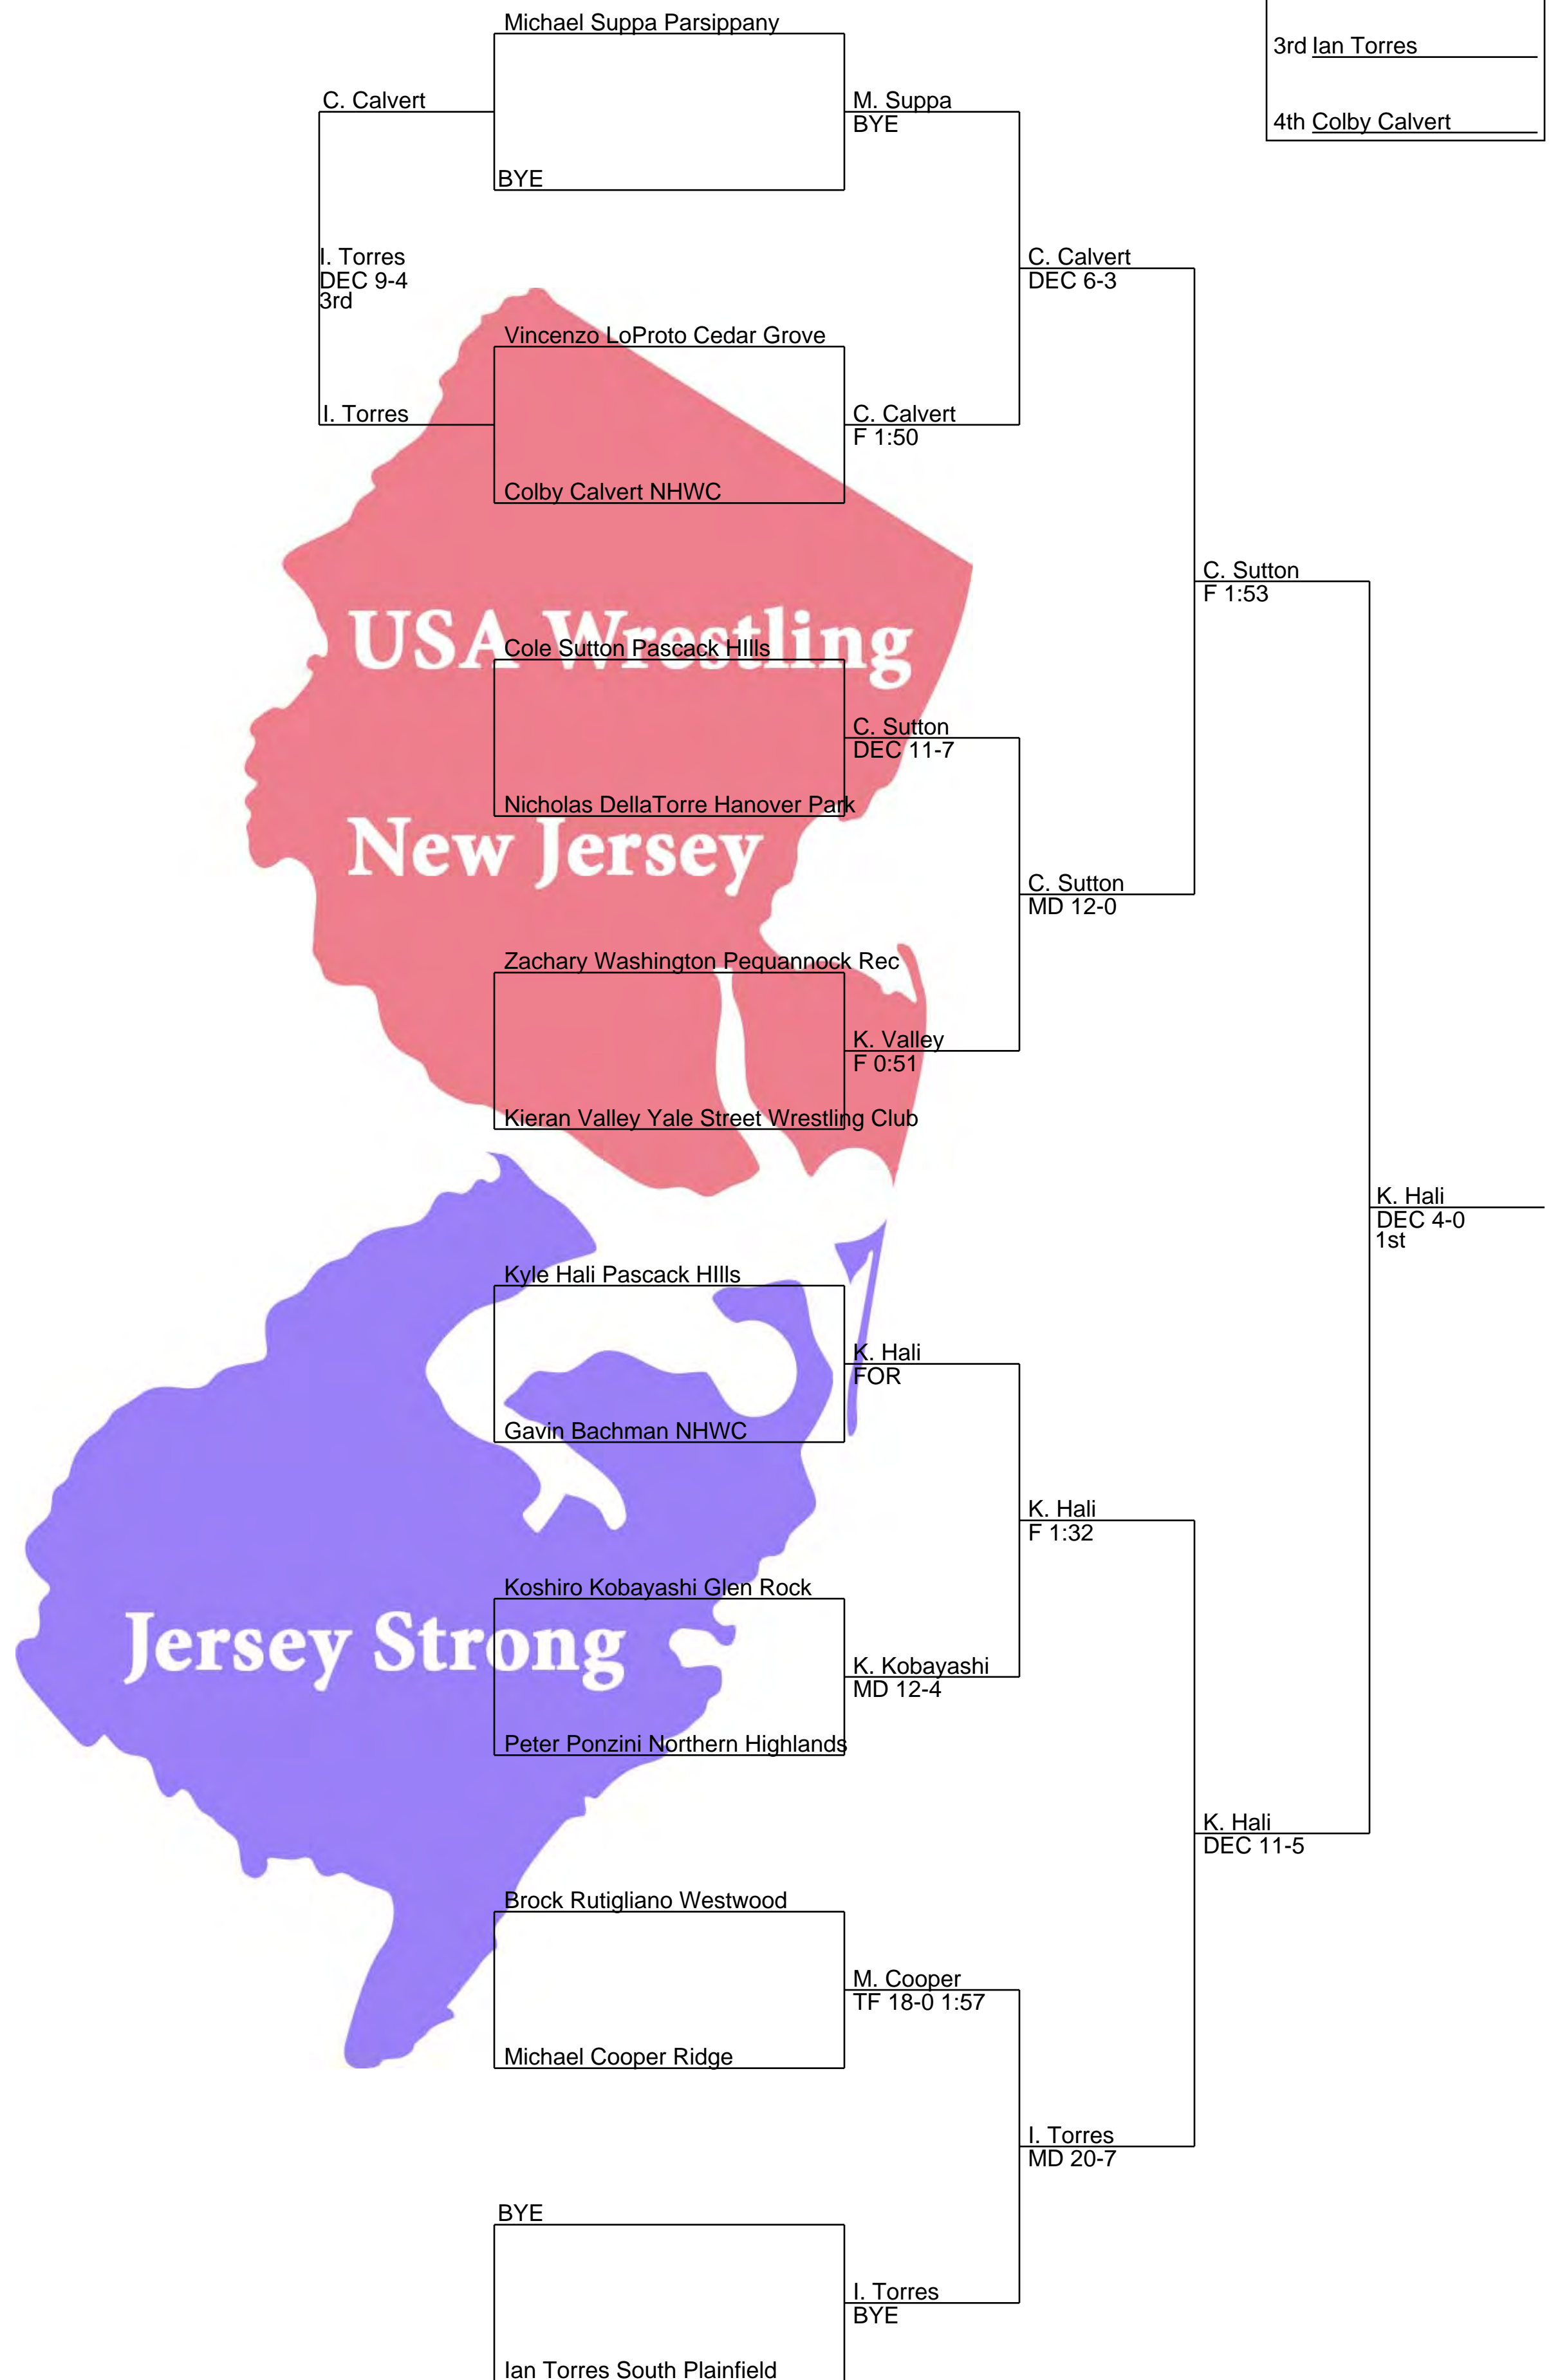 Michael Suppa Parsippany
3rd Ian Torres
C. Calvert
M. Suppa
BYE
4th Colby Calvert
BYE
I. Torres
DEC 9-4
3rd
C. Calvert
DEC 6-3
Vincenzo LoProto Cedar Grove
I. Torres
C. Calvert
F 1:50
Colby Calvert NHWC
C. Sutton
F 1:53
USA Wrestling
Cole Sutton Pascack HIlls
C. Sutton
DEC 11-7
Nicholas DellaTorre Hanover Park
New Jersey
C. Sutton
MD 12-0
Zachary Washington Pequannock Rec
K. Valley
F 0:51
Kieran Valley Yale Street Wrestling Club
K. Hali
DEC 4-0
1st
Kyle Hali Pascack HIlls
K. Hali
FOR
Gavin Bachman NHWC
K. Hali
F 1:32
Koshiro Kobayashi Glen Rock
Jersey Strong
K. Kobayashi
MD 12-4
Peter Ponzini Northern Highlands
K. Hali
DEC 11-5
Brock Rutigliano Westwood
M. Cooper
TF 18-0 1:57
Michael Cooper Ridge
I. Torres
MD 20-7
BYE
I. Torres
BYE
Ian Torres South Plainfield